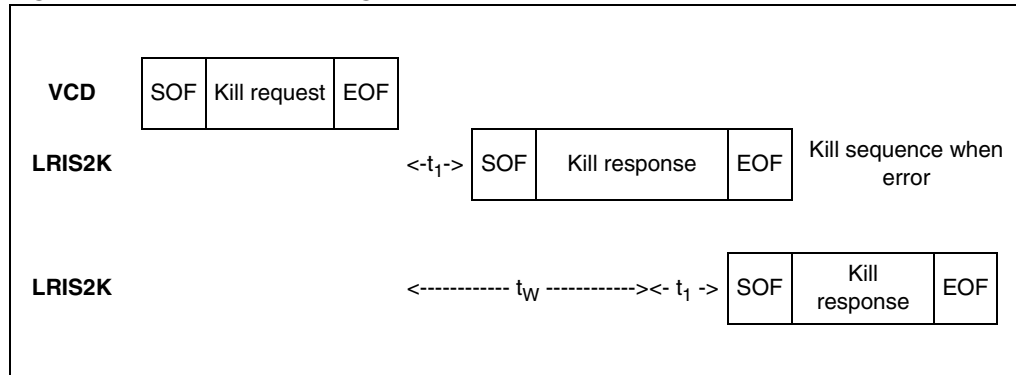 VCD SOF Kill request EOF
LRIS2K <-t1-> SOF Kill response EOF Kill sequence when
error
LRIS2K <------------ tW ------------><- t1 -> SOF Kill
response EOF